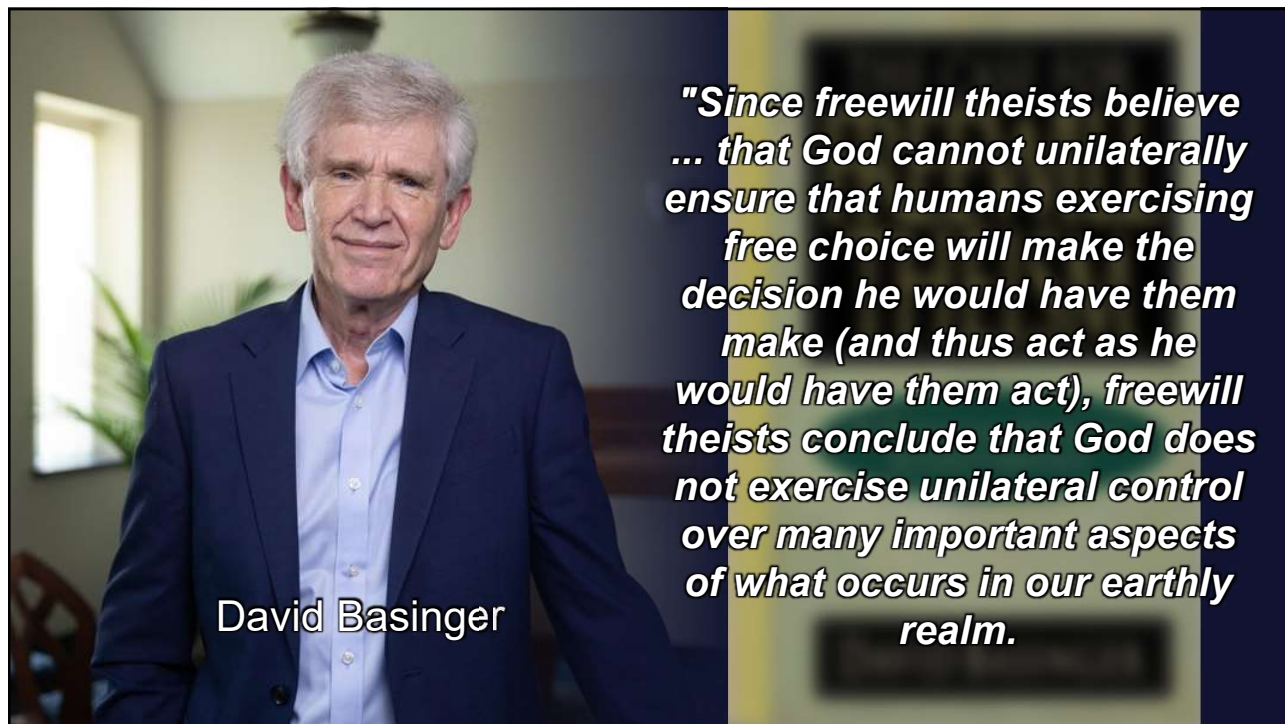 "Since freewill theists believe
... that God cannot unilaterally
ensure that humans exercising
free choice will make the
decision he would have them
make (and thus act as he
would have them act), freewill
theists conclude that God does
not exercise unilateral control
over many important aspects
of what occurs in our earthly
realm.
David Basinger